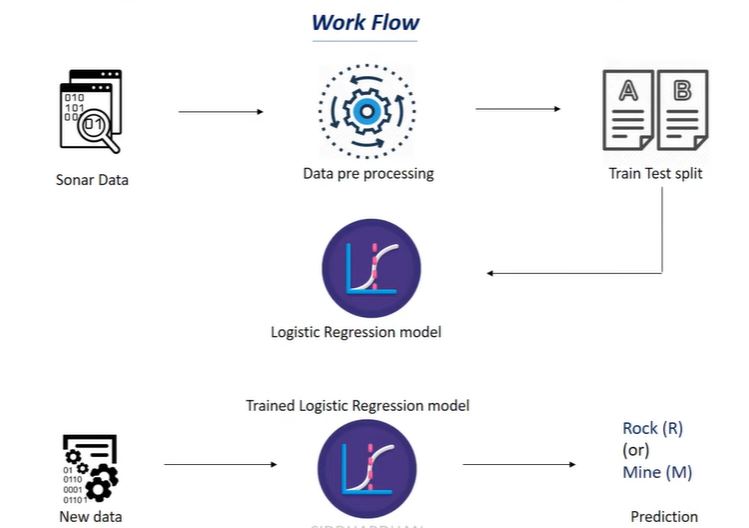 Work Flow
010
101
00
01
A B
Sonar Data
Data pre processing
Train Test split
Logistic Regression model
Trained Logistic Regression model
Rock (R)
(or)
Mine (M)
01
0110
0001
01101
New data
Prediction